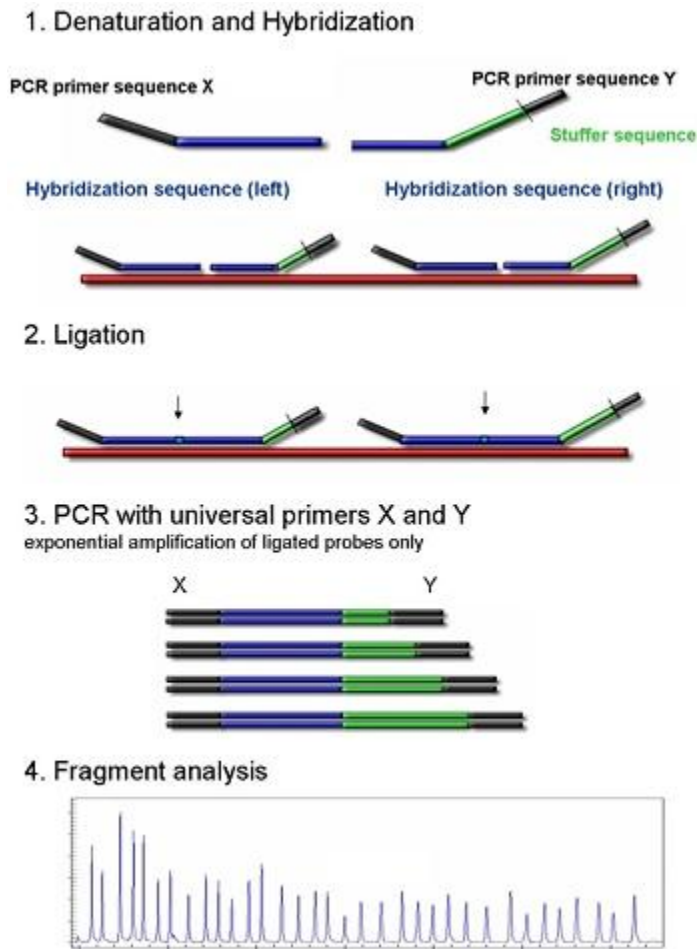 1. Denaturation and Hybridization
PCR primer sequence X
PCR primer sequence Y
Stuffer sequence
Hybridization sequence (left)
Hybridization sequence (right)
2. Ligation
3. PCR with universal primers X and Y
exponential amplification of ligated probes only
X
Y
4. Fragment analysis